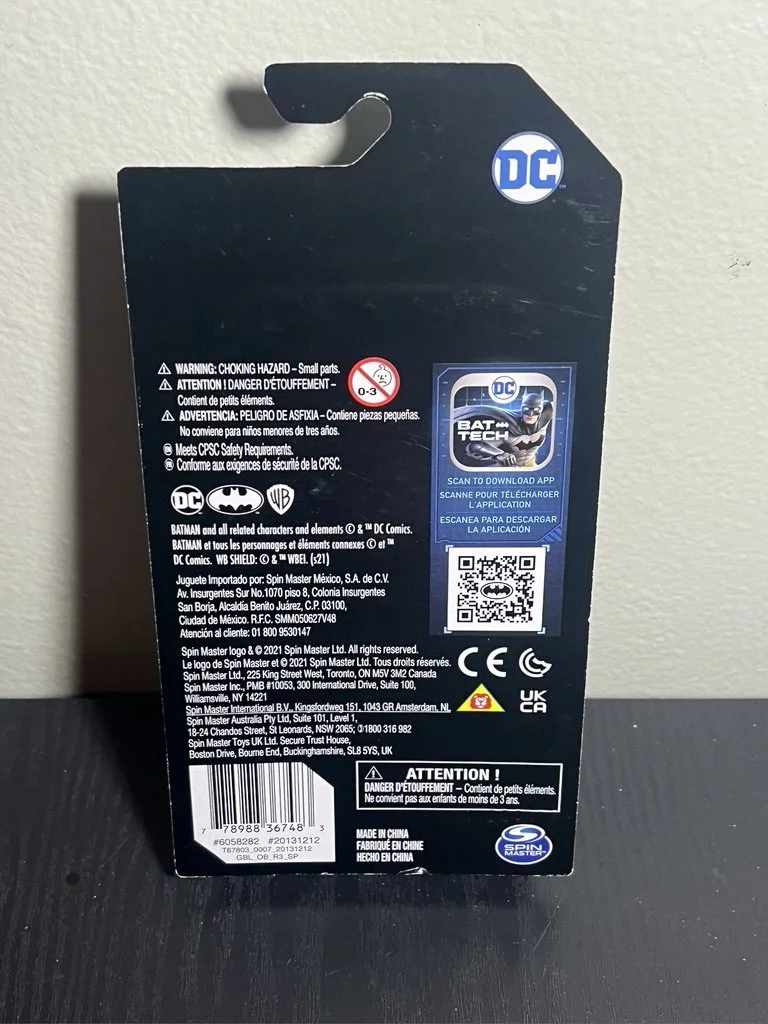 DC
TM
WARNING: CHOKING HAZARD – Small parts.
ATTENTION ! DANGER D'ÉTOUFFEMENT –
Contient de petits éléments.
ADVERTENCIA: PELIGRO DE ASFIXIA – Contiene piezas pequeñas.
No conviene para niños menores de tres años.
0-3
EN Meets CPSC Safety Requirements.
FR Conforme aux exigences de sécurité de la CPSC.
DC WB
BATMAN and all related characters and elements © & ™ DC Comics.
BATMAN et tous les personnages et éléments connexes © et ™
DC Comics. WB SHIELD: © & ™ WBEI. (s21)
Juguete Importado por: Spin Master México, S.A. de C.V.
Av. Insurgentes Sur No.1070 piso 8, Colonia Insurgentes
San Borja, Alcaldía Benito Juárez, C.P. 03100,
Ciudad de México. R.F.C. SMM050627V48
Atención al cliente: 01 800 9530147
DC
BAT
TECH
SCAN TO DOWNLOAD APP
SCANNE POUR TÉLÉCHARGER
L'APPLICATION
ESCANEA PARA DESCARGAR
LA APLICACIÓN
Spin Master logo & © 2021 Spin Master Ltd. All rights reserved.
Le logo de Spin Master et © 2021 Spin Master Ltd. Tous droits réservés.
Spin Master Ltd., 225 King Street West, Toronto, ON M5V 3M2 Canada
Spin Master Inc., PMB #10053, 300 International Drive, Suite 100,
Williamsville, NY 14221
Spin Master International B.V., Kingsfordweg 151, 1043 GR Amsterdam, NL
Spin Master Australia Pty Ltd, Suite 101, Level 1,
18-24 Chandos Street, St Leonards, NSW 2065; 1800 316 982
Spin Master Toys UK Ltd. Secure Trust House,
Boston Drive, Bourne End, Buckinghamshire, SL8 5YS, UK
CE
UK
CA
ATTENTION !
DANGER D'ÉTOUFFEMENT – Contient de petits éléments.
Ne convient pas aux enfants de moins de 3 ans.
7 78988 36748 3
#6058282 #20131212
T67803_0007_20131212
GBL_OB_R3_SP
MADE IN CHINA
FABRIQUÉ EN CHINE
HECHO EN CHINA
SPIN
MASTER